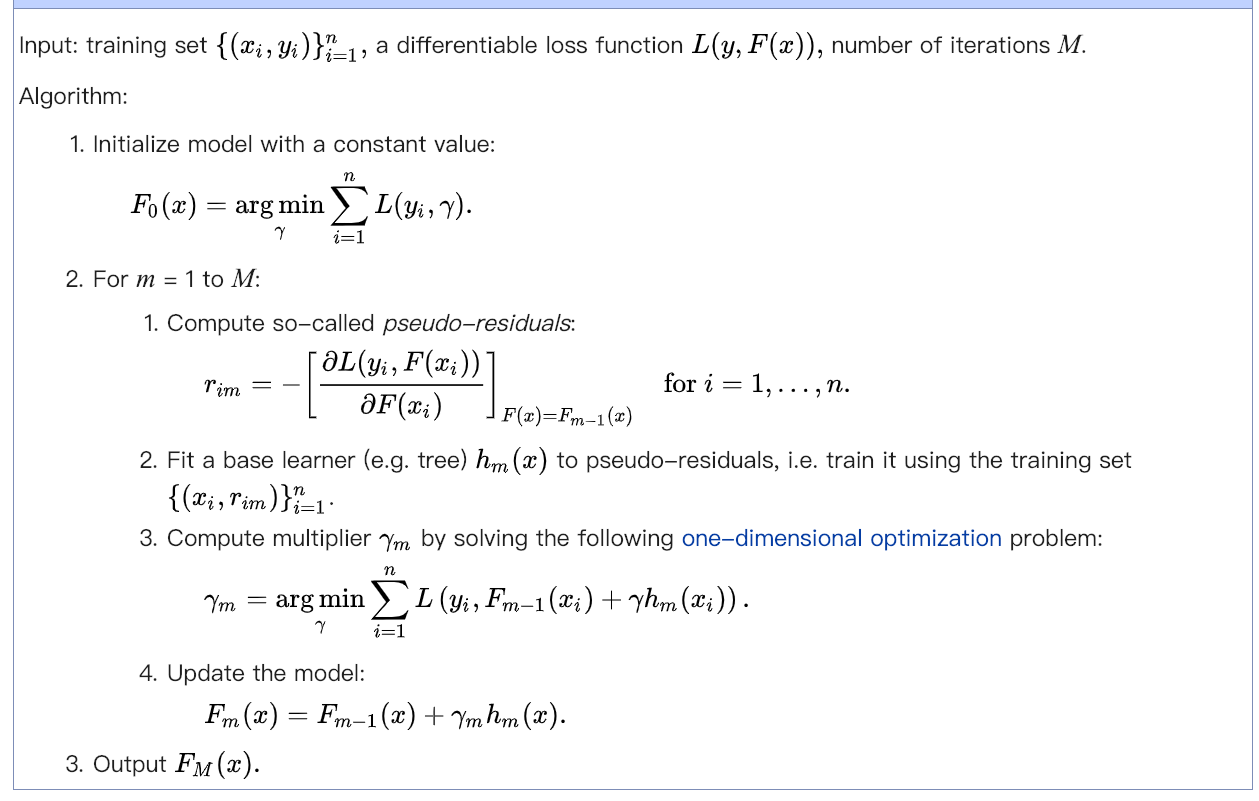 Input: training set $\{(x_i, y_i)\}_{i=1}^n$, a differentiable loss function $L(y, F(x))$, number of iterations M.
Algorithm:
1. Initialize model with a constant value:
$F_0(x) = \underset{\gamma}{\arg\min} \sum_{i=1}^n L(y_i, \gamma).$
2. For m = 1 to M:
1. Compute so-called pseudo-residuals:
$r_{im} = -\left[\frac{\partial L(y_i, F(x_i))}{\partial F(x_i)}\right]_{F(x)=F_{m-1}(x)} \quad \text{for } i = 1, \ldots, n.$
2. Fit a base learner (e.g. tree) $h_m(x)$ to pseudo-residuals, i.e. train it using the training set
$\{(x_i, r_{im})\}_{i=1}^n$.
3. Compute multiplier $\gamma_m$ by solving the following one-dimensional optimization problem:
$\gamma_m = \underset{\gamma}{\arg\min} \sum_{i=1}^n L(y_i, F_{m-1}(x_i) + \gamma h_m(x_i)).$
4. Update the model:
$F_m(x) = F_{m-1}(x) + \gamma_m h_m(x).$
3. Output $F_M(x).$